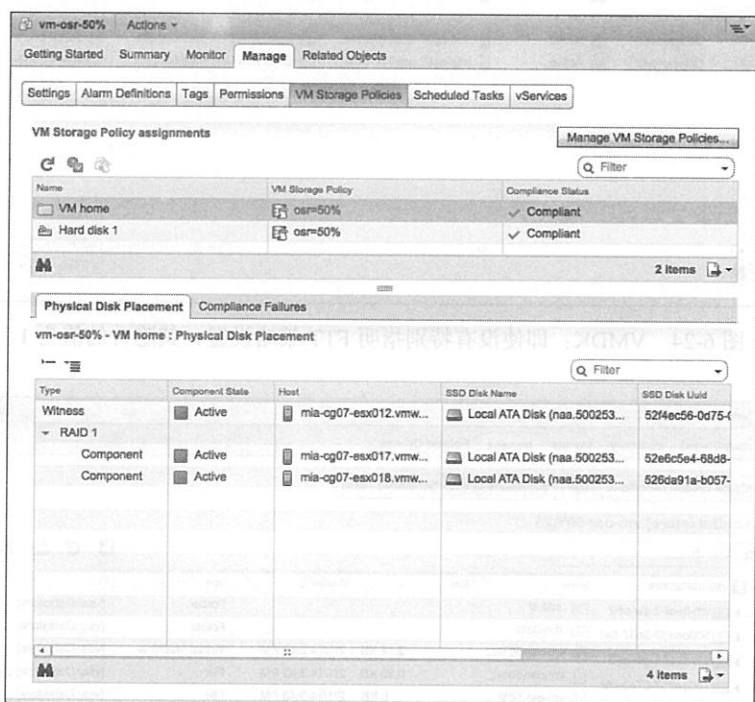 vm-osr-50% Actions
Getting Started Summary Monitor Manage Related Objects
Settings Alarm Definitions Tags Permissions VM Storage Policies Scheduled Tasks vServices
VM Storage Policy assignments
Manage VM Storage Policies...
Filter
Name VM Storage Policy Compliance Status
VM home osr=50% Compliant
Hard disk 1 osr=50% Compliant
2 items
Physical Disk Placement Compliance Failures
vm-osr-50% - VM home : Physical Disk Placement
Filter
Type Component State Host SSD Disk Name SSD Disk Uuid
Witness Active mia-cg07-esx012.vmw... Local ATA Disk (naa.500253... 52f4ec56-0d75-
RAID 1
Component Active mia-cg07-esx017.vmw... Local ATA Disk (naa.500253... 52e6c5e4-68d8-
Component Active mia-cg07-esx018.vmw... Local ATA Disk (naa.500253... 526da91a-b057-
4 items